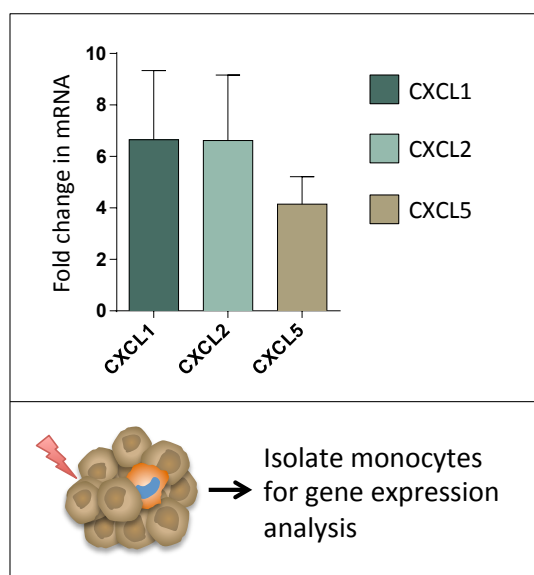 Fold change in mRNA
10
8
6
4
2
0
CXCL1
CXCL2
CXCL5
CXCL1
CXCL2
CXCL5
Isolate monocytes
for gene expression
analysis